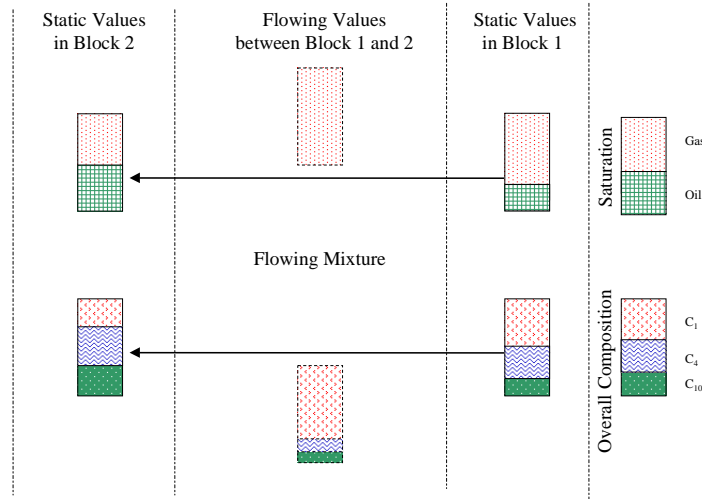 Static Values
in Block 2
Flowing Values
between Block 1 and 2
Static Values
in Block 1
Saturation
Gas
Oil
Flowing Mixture
Overall Composition
C1
C4
C10